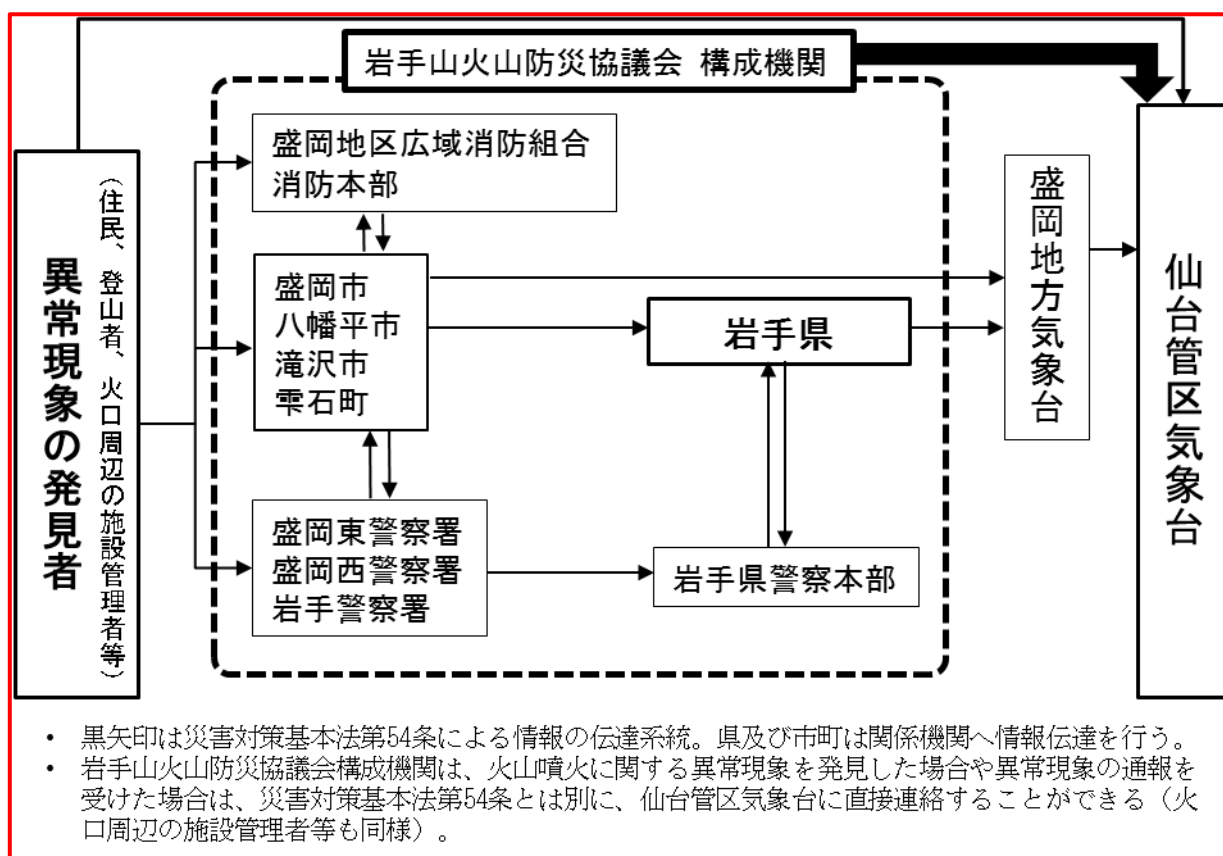 岩手山火山防災協議会 構成機関
異常現象の発見者
(住民、登山者、火口周辺の施設管理者等)
盛岡地区広域消防組合
消防本部
盛岡市
八幡平市
滝沢市
雫石町
盛岡東警察署
盛岡西警察署
岩手警察署
岩手県
岩手県警察本部
盛岡地方気象台
仙台管区気象台
・ 黒矢印は災害対策基本法第54条による情報の伝達系統。県及び市町は関係機関へ情報伝達を行う。
・ 岩手山火山防災協議会構成機関は、火山噴火に関する異常現象を発見した場合や異常現象の通報を
受けた場合は、災害対策基本法第54条とは別に、仙台管区気象台に直接連絡することができる（火
口周辺の施設管理者等も同様）。